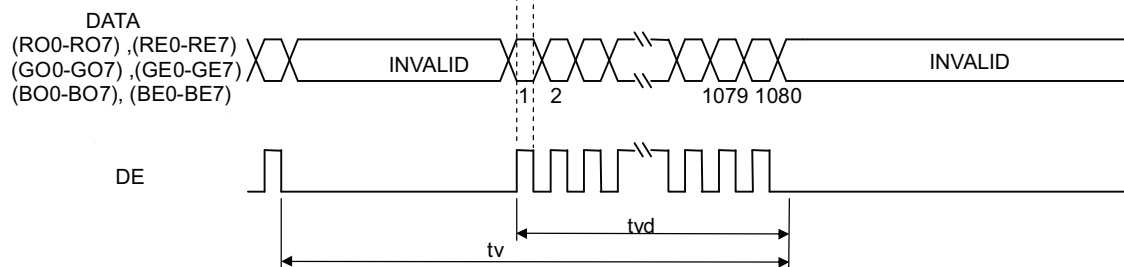 DATA
(RO0-RO7) ,(RE0-RE7)
(GO0-GO7) ,(GE0-GE7)
(BO0-BO7), (BE0-BE7)
INVALID
INVALID
1 2 1079 1080
DE
tvd
tv